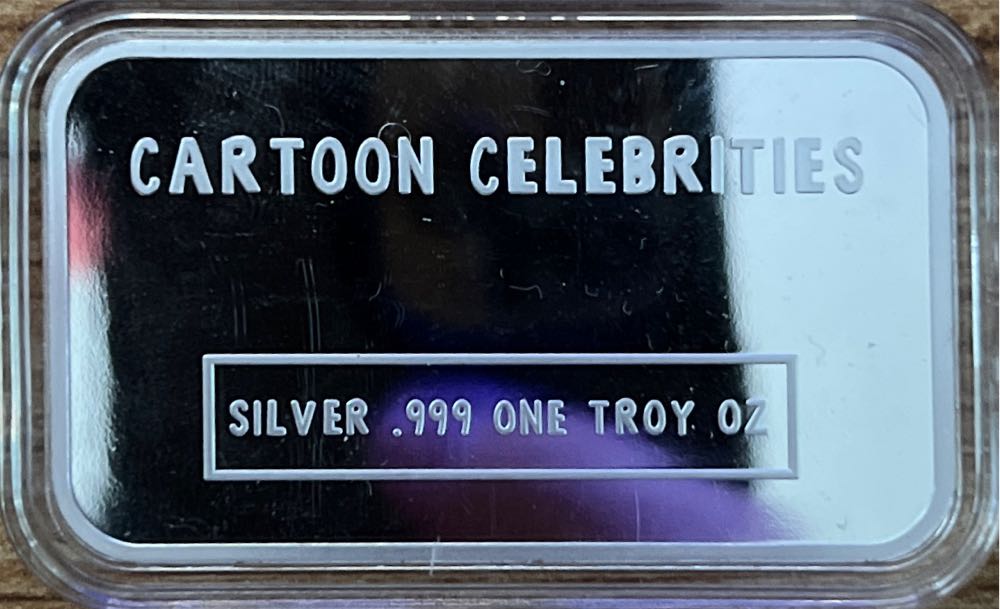 CARTOON CELEBRITIES
SILVER .999 ONE TROY OZ